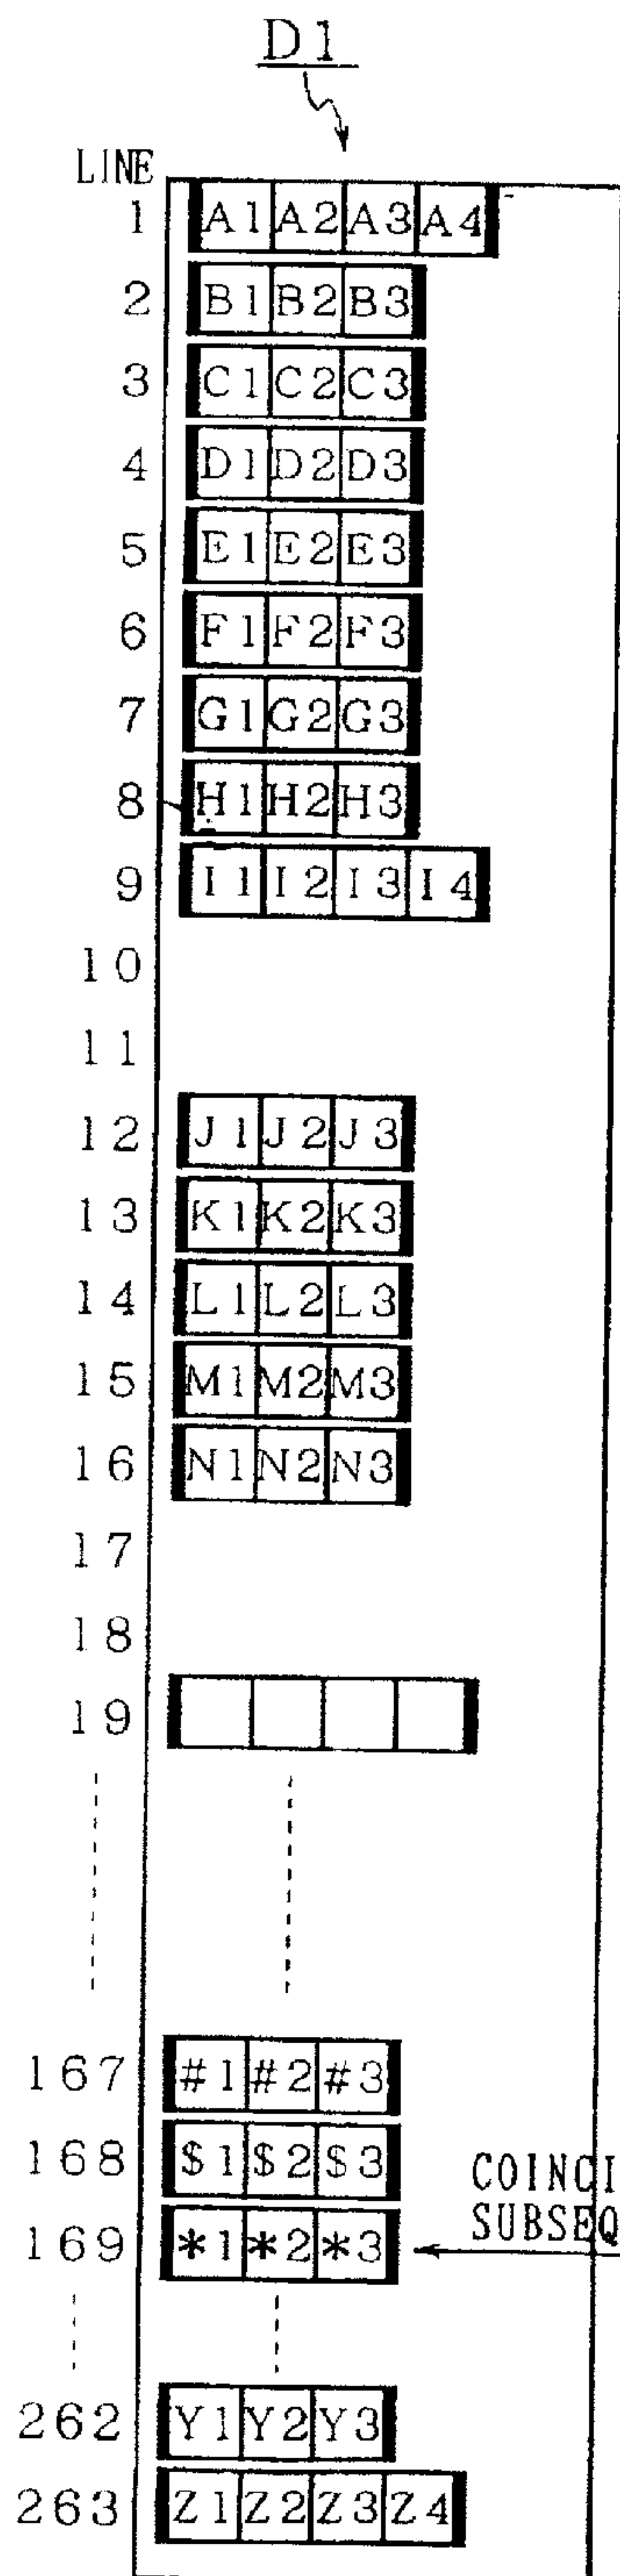 D1
LINE
1 A1 A2 A3 A4
2 B1 B2 B3
3 C1 C2 C3
4 D1 D2 D3
5 E1 E2 E3
6 F1 F2 F3
7 G1 G2 G3
8 H1 H2 H3
9 I1 I2 I3 I4
10
11
12 J1 J2 J3
13 K1 K2 K3
14 L1 L2 L3
15 M1 M2 M3
16 N1 N2 N3
17
18
19
167 #1 #2 #3
168 $1 $2 $3
COINCI
SUBSEQ
169 *1 *2 *3
262 Y1 Y2 Y3
263 Z1 Z2 Z3 Z4